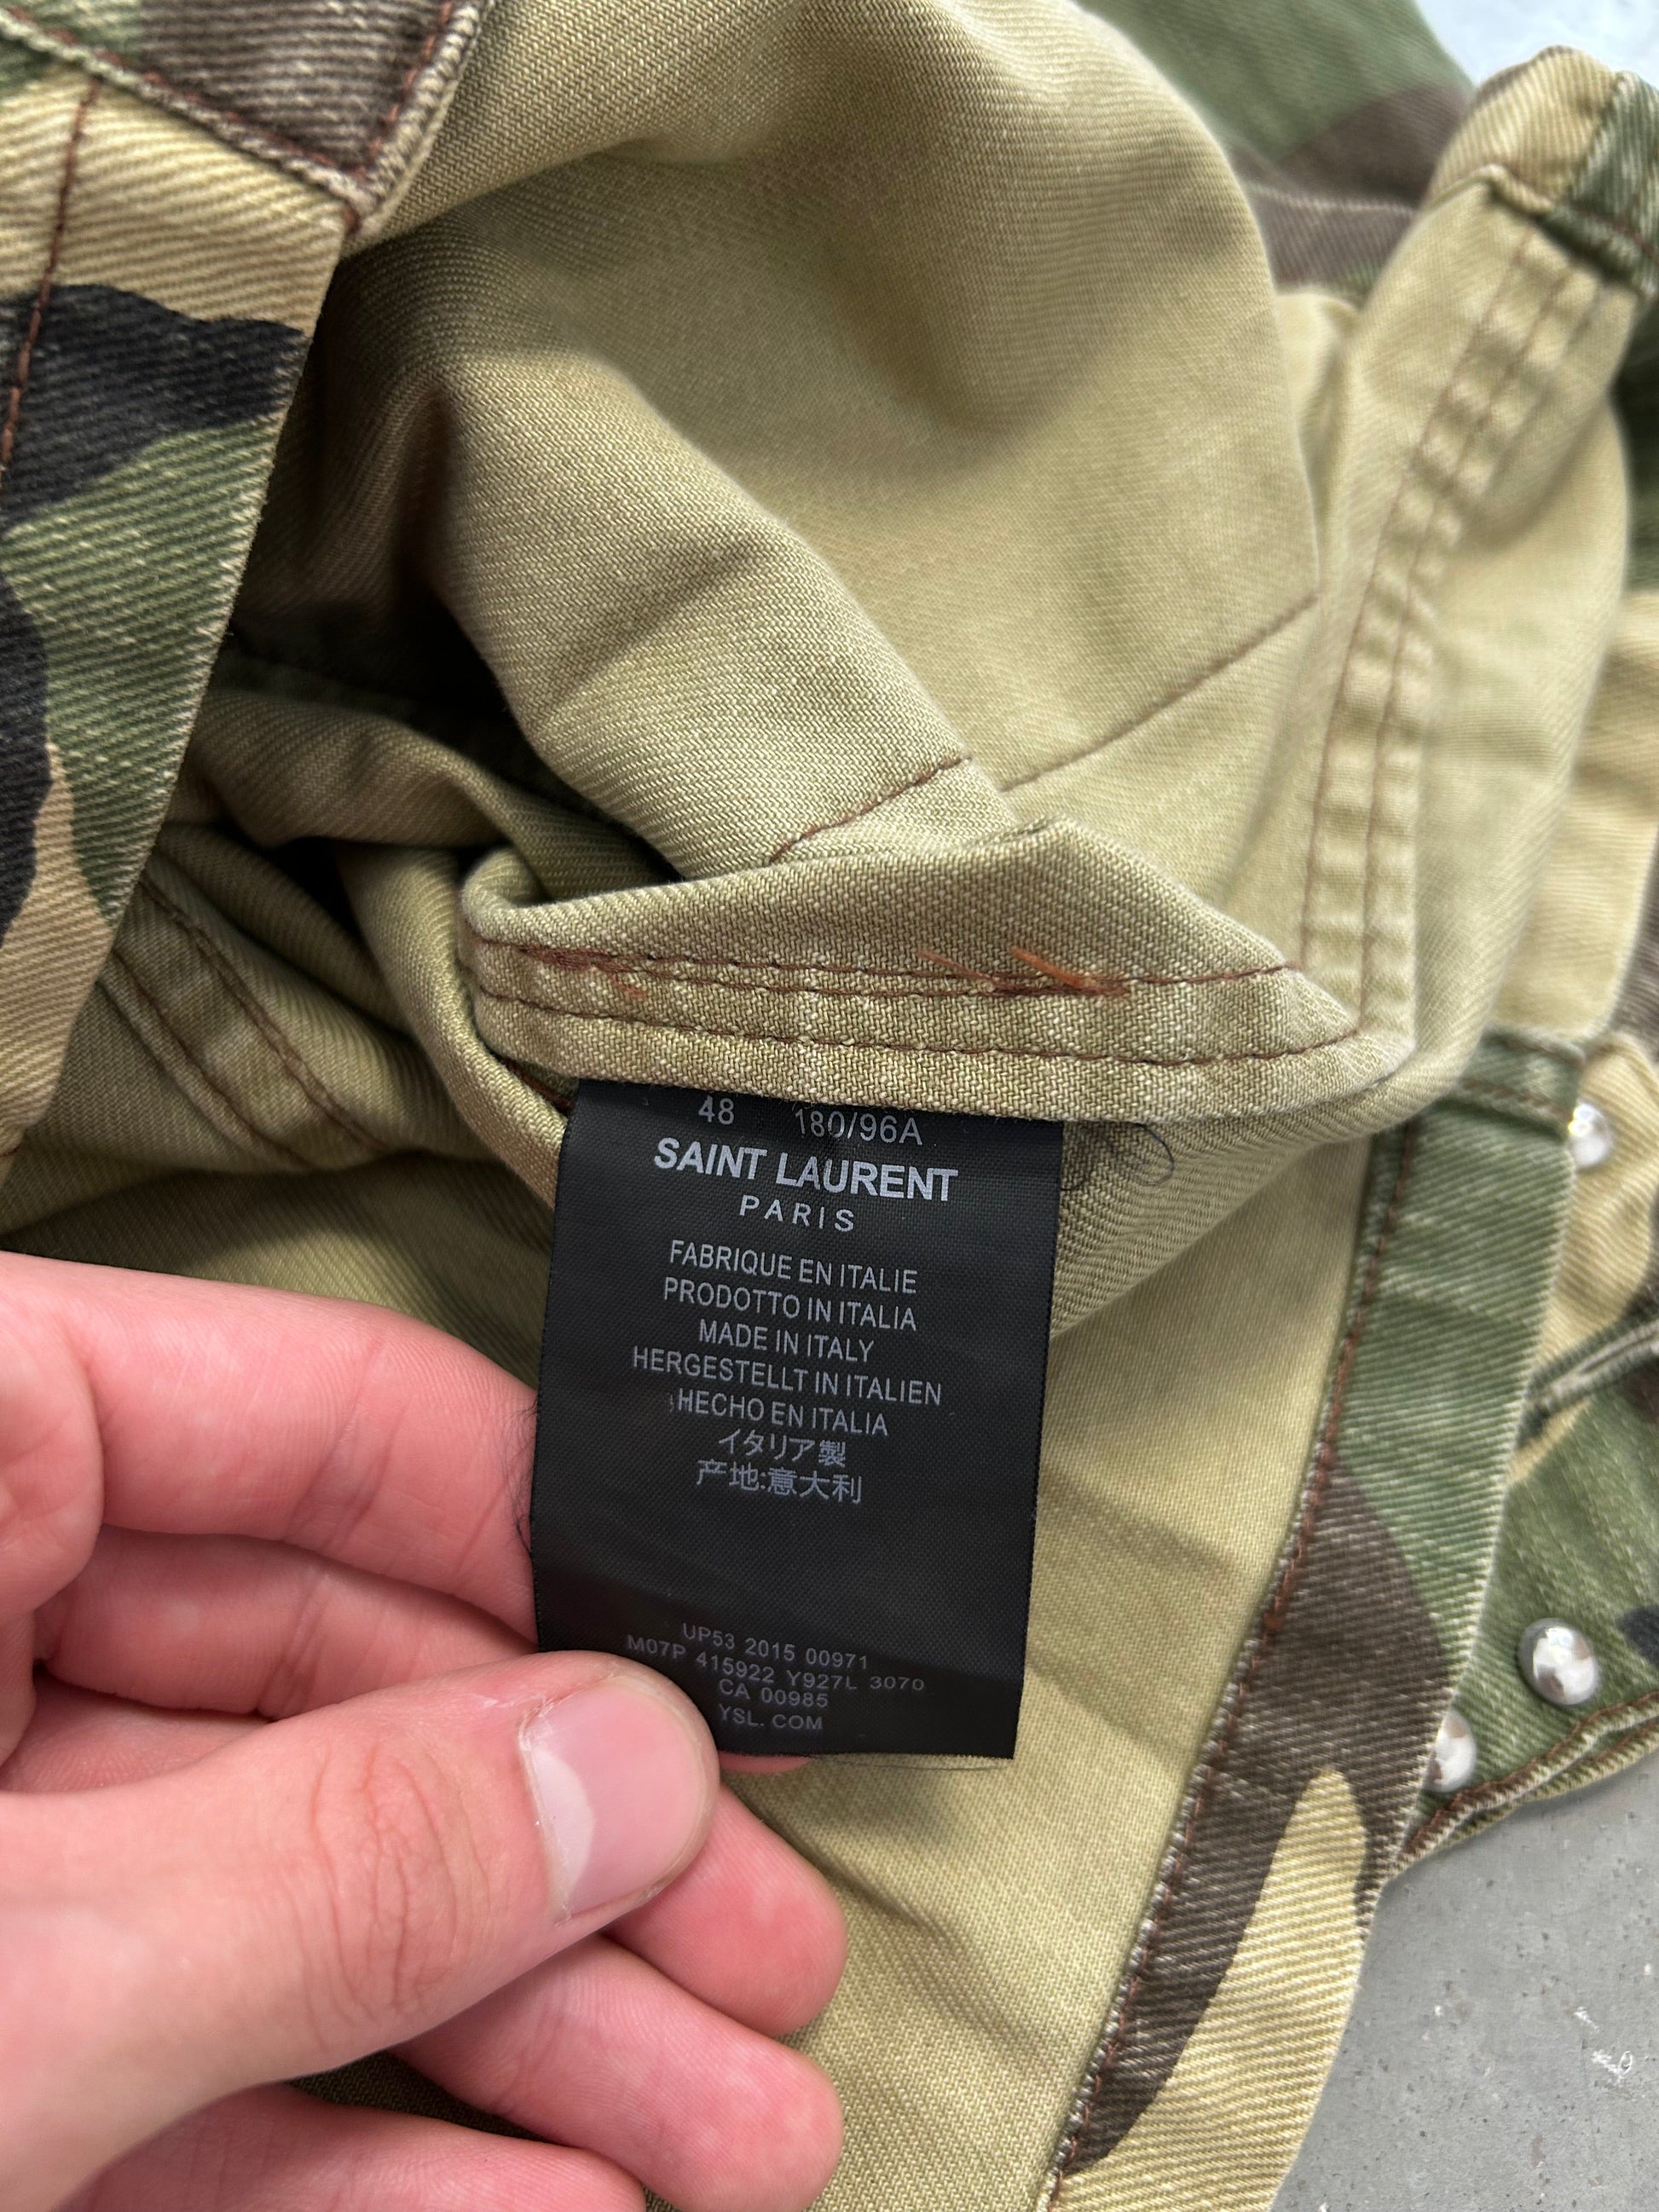 48 180/96A
SAINT LAURENT
PARIS
FABRIQUE EN ITALIE
PRODOTTO IN ITALIA
MADE IN ITALY
HERGESTELLT IN ITALIEN
HECHO EN ITALIA
イタリア製
产地:意大利
UP53 2015 00971
M07P 415922 Y927L 3070
CA 00985
YSL. COM